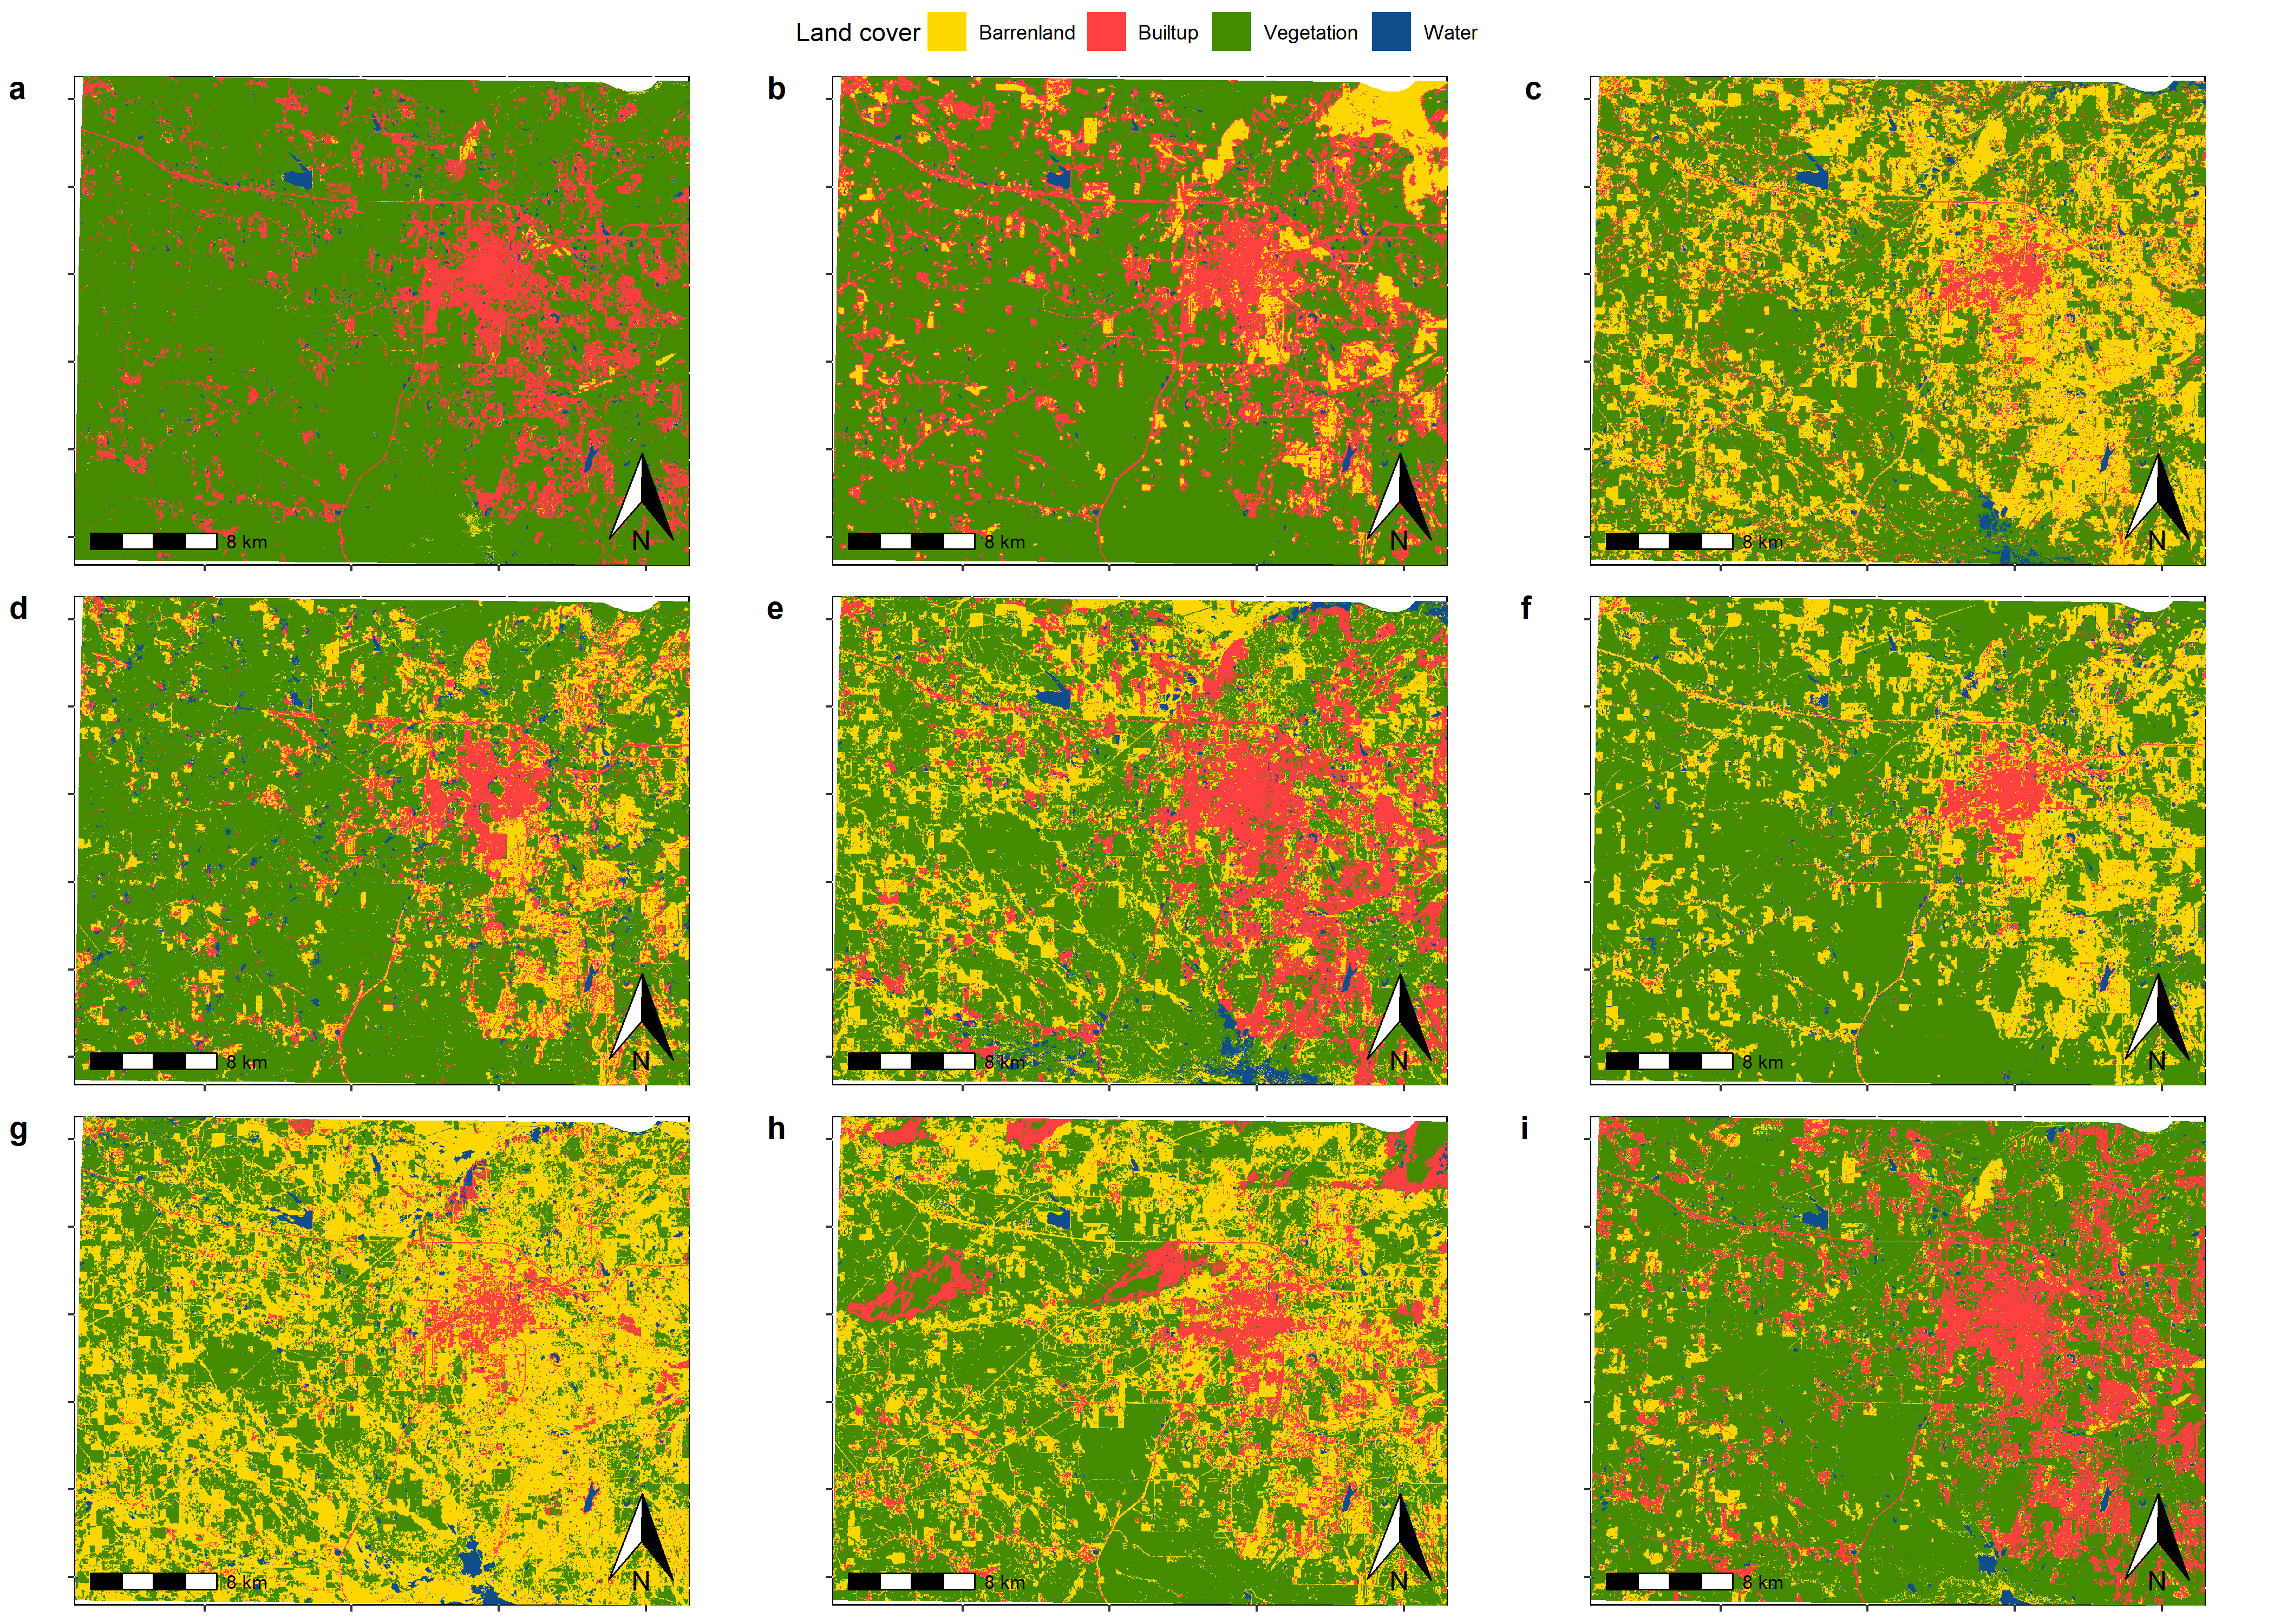 Land cover Barrenland Builtup Vegetation Water
a b c
8 km N 8 km N 8 km N
d e f
8 km N 8 km N 8 km N
g h i
8 km N 8 km N 8 km N